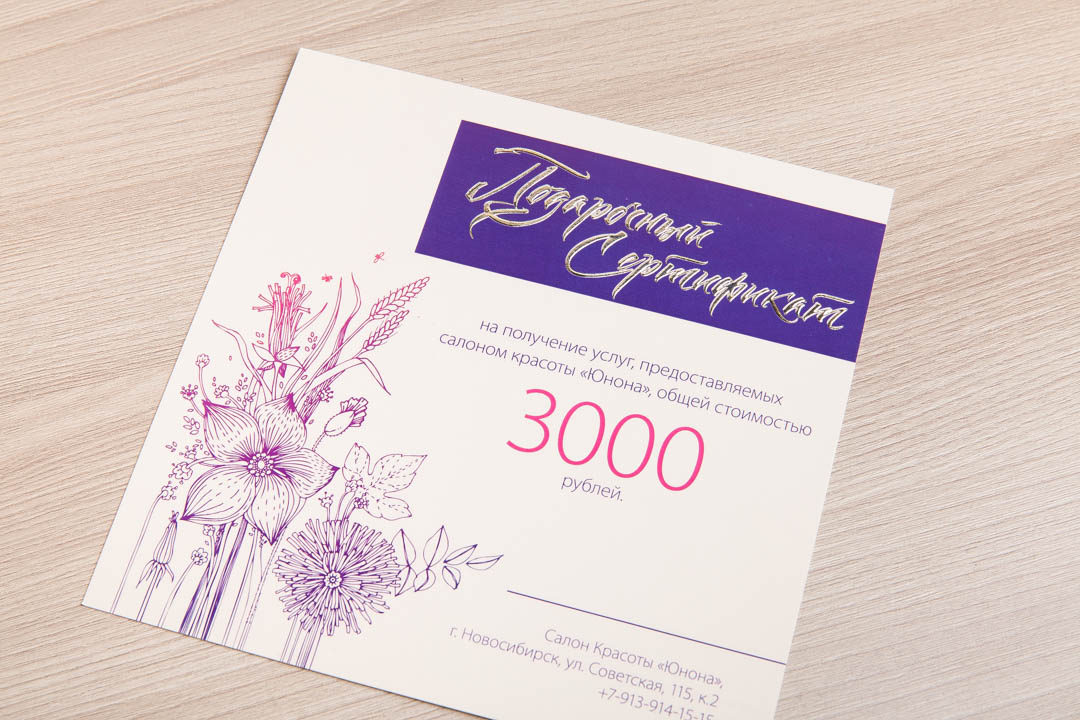 Подарочный
Сертификат
на получение услуг, предоставляемых
салоном красоты «Юнона», общей стоимостью
3000
рублей.
Салон Красоты «Юнона»,
г. Новосибирск, ул. Советская, 115, к.2
+7-913-914-15-15